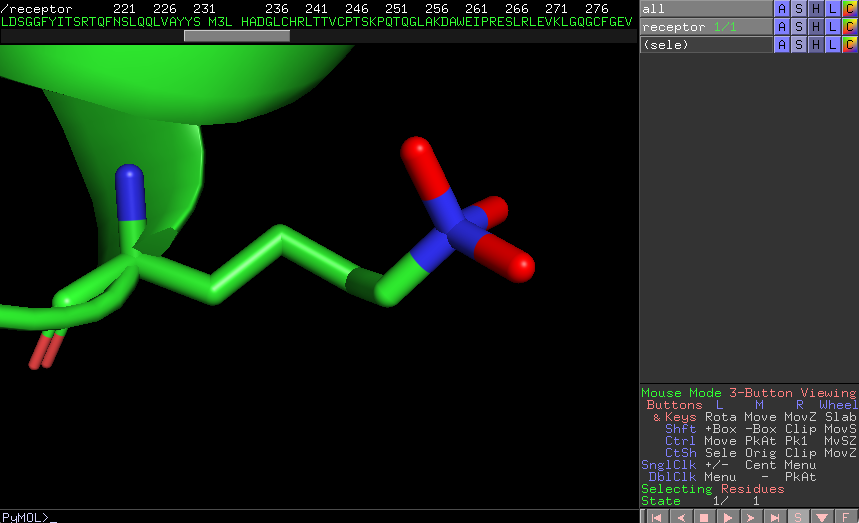 /receptor 221 226 231 236 241 246 251 256 261 266 271 276
LDSGGFYITSRTQFNSLQQLVAYYS M3L HADGLCHRLTTVCPTSKPQTQGLAKDAWEIPRESLRLEVKLGQGCFGEV
all A S H L C
receptor 1/1 A S H L C
(sele) A S H L C
Mouse Mode 3-Button Viewing
Buttons L M R Wheel
& Keys Rota Move MovZ Slab
Shft +Box -Box Clip MovS
Ctrl Move PkAt Pk1 MvSZ
CtSh Sele Orig Clip MovZ
SnglClk +/- Cent Menu
DblClk Menu - PkAt
Selecting Residues
State 1/ 1
S F
PyMOL>_